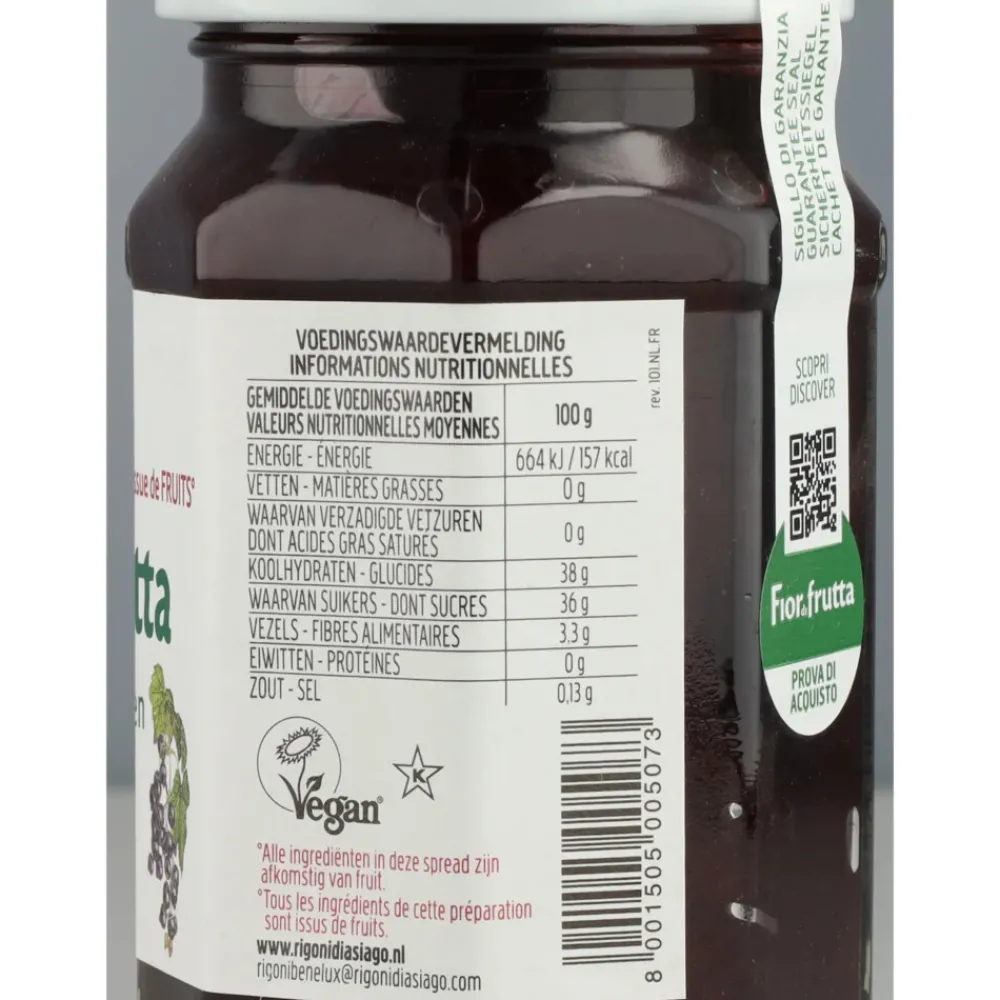 SIGILLO DI GARANZIA
GUARANTEE SEAL
GUARARHEITSSIEGEL
SICHERT DE GARANTIE
CACHET DE GARANTIE
SCOPRI
DISCOVER
Fior di frutta
PROVA DI
ACQUISTO
VOEDINGSWAARDEVERMELDING
INFORMATIONS NUTRITIONNELLES
rev. 101.NL.FR
GEMIDDELDE VOEDINGSWAARDEN
VALEURS NUTRITIONNELLES MOYENNES
100 g
ENERGIE - ÉNERGIE 664 kJ / 157 kcal
VETTEN - MATIÈRES GRASSES 0 g
WAARVAN VERZADIGDE VETZUREN
DONT ACIDES GRAS SATURES
0 g
KOOLHYDRATEN - GLUCIDES 38 g
WAARVAN SUIKERS - DONT SUCRES 36 g
VEZELS - FIBRES ALIMENTAIRES 3,3 g
EIWITTEN - PROTÉINES 0 g
ZOUT - SEL 0,13 g
de FRUITS°
Vegan
K
°Alle ingrediënten in deze spread zijn
afkomstig van fruit.
°Tous les ingrédients de cette préparation
sont issus de fruits.
www.rigonidiasiago.nl
rigonibenelux@rigonidiasiago.com
8 001505 005073